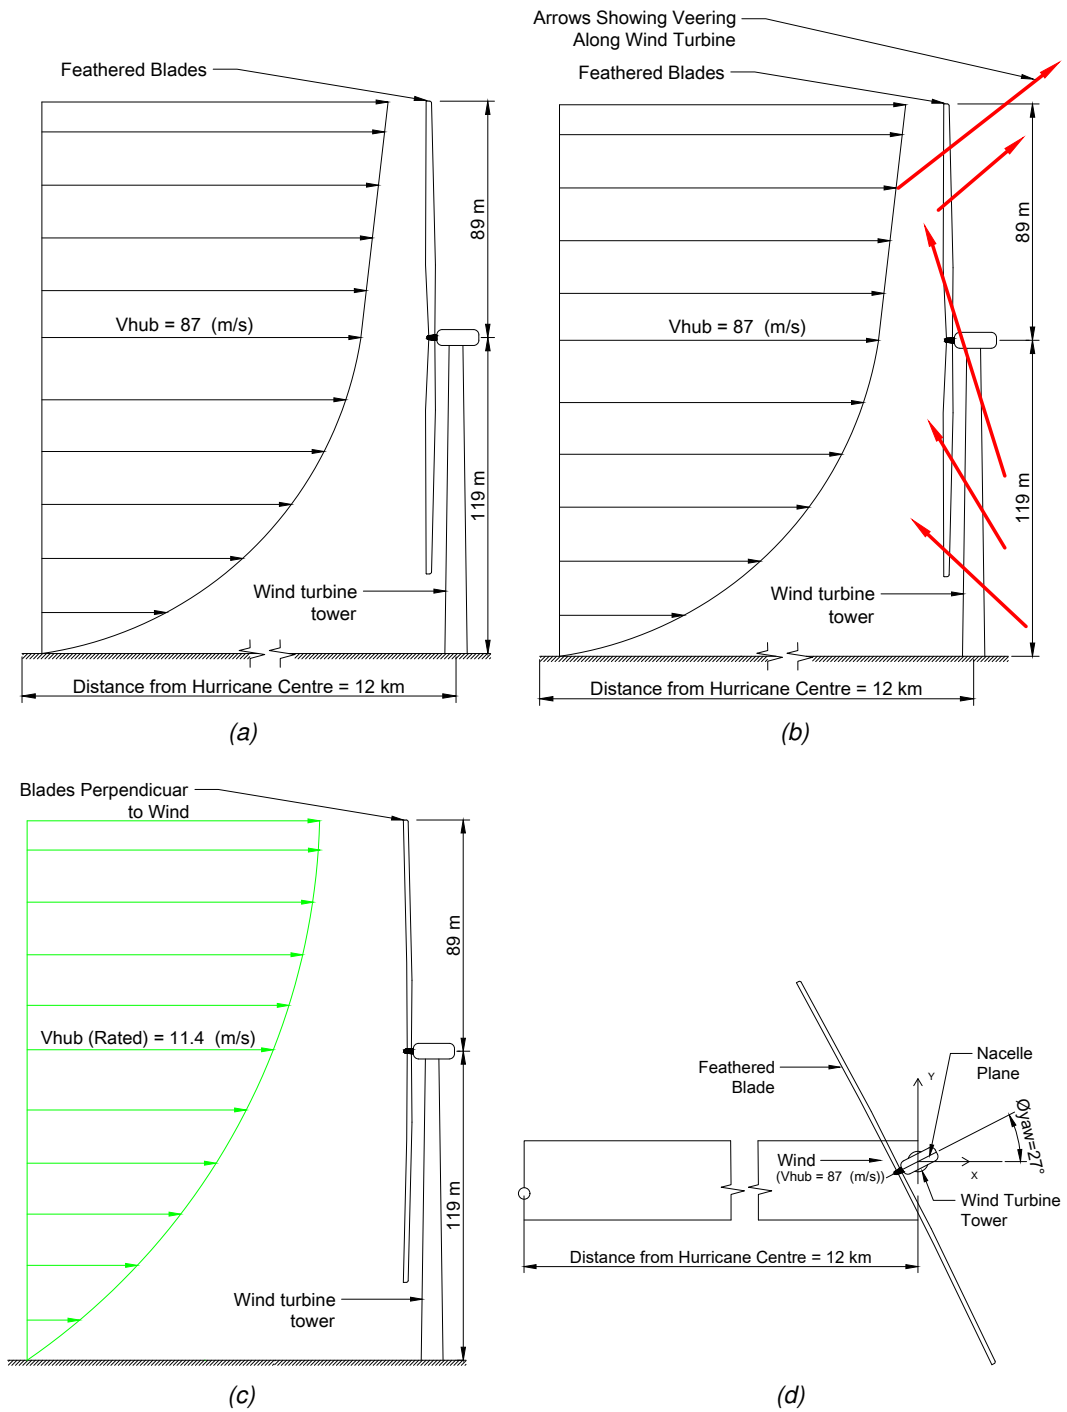 Feathered Blades
Vhub = 87 (m/s)
89 m
119 m
Wind turbine
tower
Distance from Hurricane Centre = 12 km
(a)
Arrows Showing Veering
Along Wind Turbine
Feathered Blades
Vhub = 87 (m/s)
89 m
119 m
Wind turbine
tower
Distance from Hurricane Centre = 12 km
(b)
Blades Perpendicuar
to Wind
Vhub (Rated) = 11.4 (m/s)
89 m
119 m
Wind turbine
tower
(c)
Feathered
Blade
Y
Nacelle
Plane
Øyaw=27°
Wind
(Vhub = 87 (m/s))
X
Wind Turbine
Tower
Distance from Hurricane Centre = 12 km
(d)